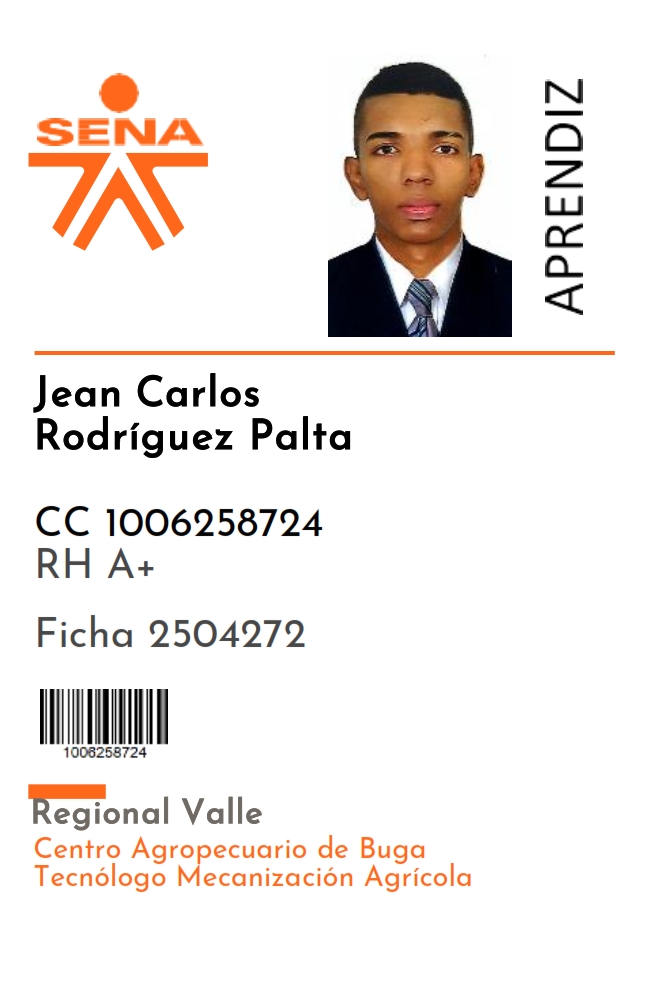 SENA
APRENDIZ
Jean Carlos
Rodríguez Palta
CC 1006258724
RH A+
Ficha 2504272
1006258724
Regional Valle
Centro Agropecuario de Buga
Tecnólogo Mecanización Agrícola